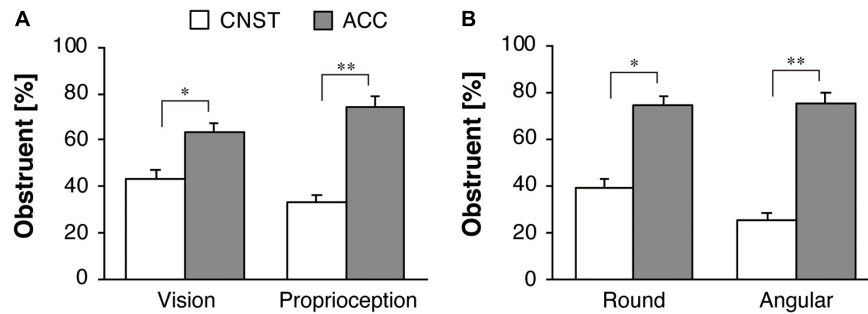 A
CNST
ACC
Obstruent [%]
100
80
60
40
20
0
*
**
Vision
Proprioception
B
Obstruent [%]
100
80
60
40
20
0
*
**
Round
Angular